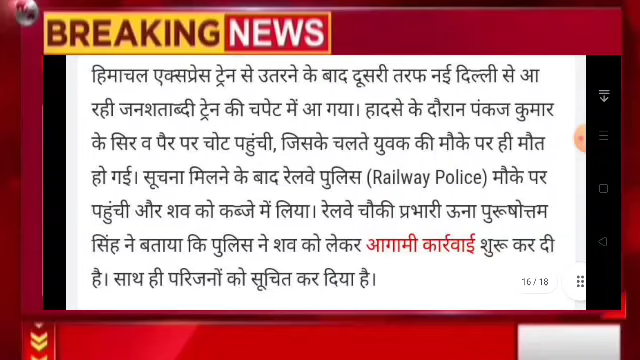 BREAKING NEWS
हिमाचल एक्सप्रेस ट्रेन से उतरने के बाद दूसरी तरफ नई दिल्ली से आ
रही जनशताब्दी ट्रेन की चपेट में आ गया। हादसे के दौरान पंकज कुमार
के सिर व पैर पर चोट पहुंची, जिसके चलते युवक की मौके पर ही मौत
हो गई। सूचना मिलने के बाद रेलवे पुलिस (Railway Police) मौके पर
पहुंची और शव को कब्जे में लिया। रेलवे चौकी प्रभारी ऊना पुरूषोत्तम
सिंह ने बताया कि पुलिस ने शव को लेकर आगामी कार्रवाई शुरू कर दी
है। साथ ही परिजनों को सूचित कर दिया है।
16 / 18